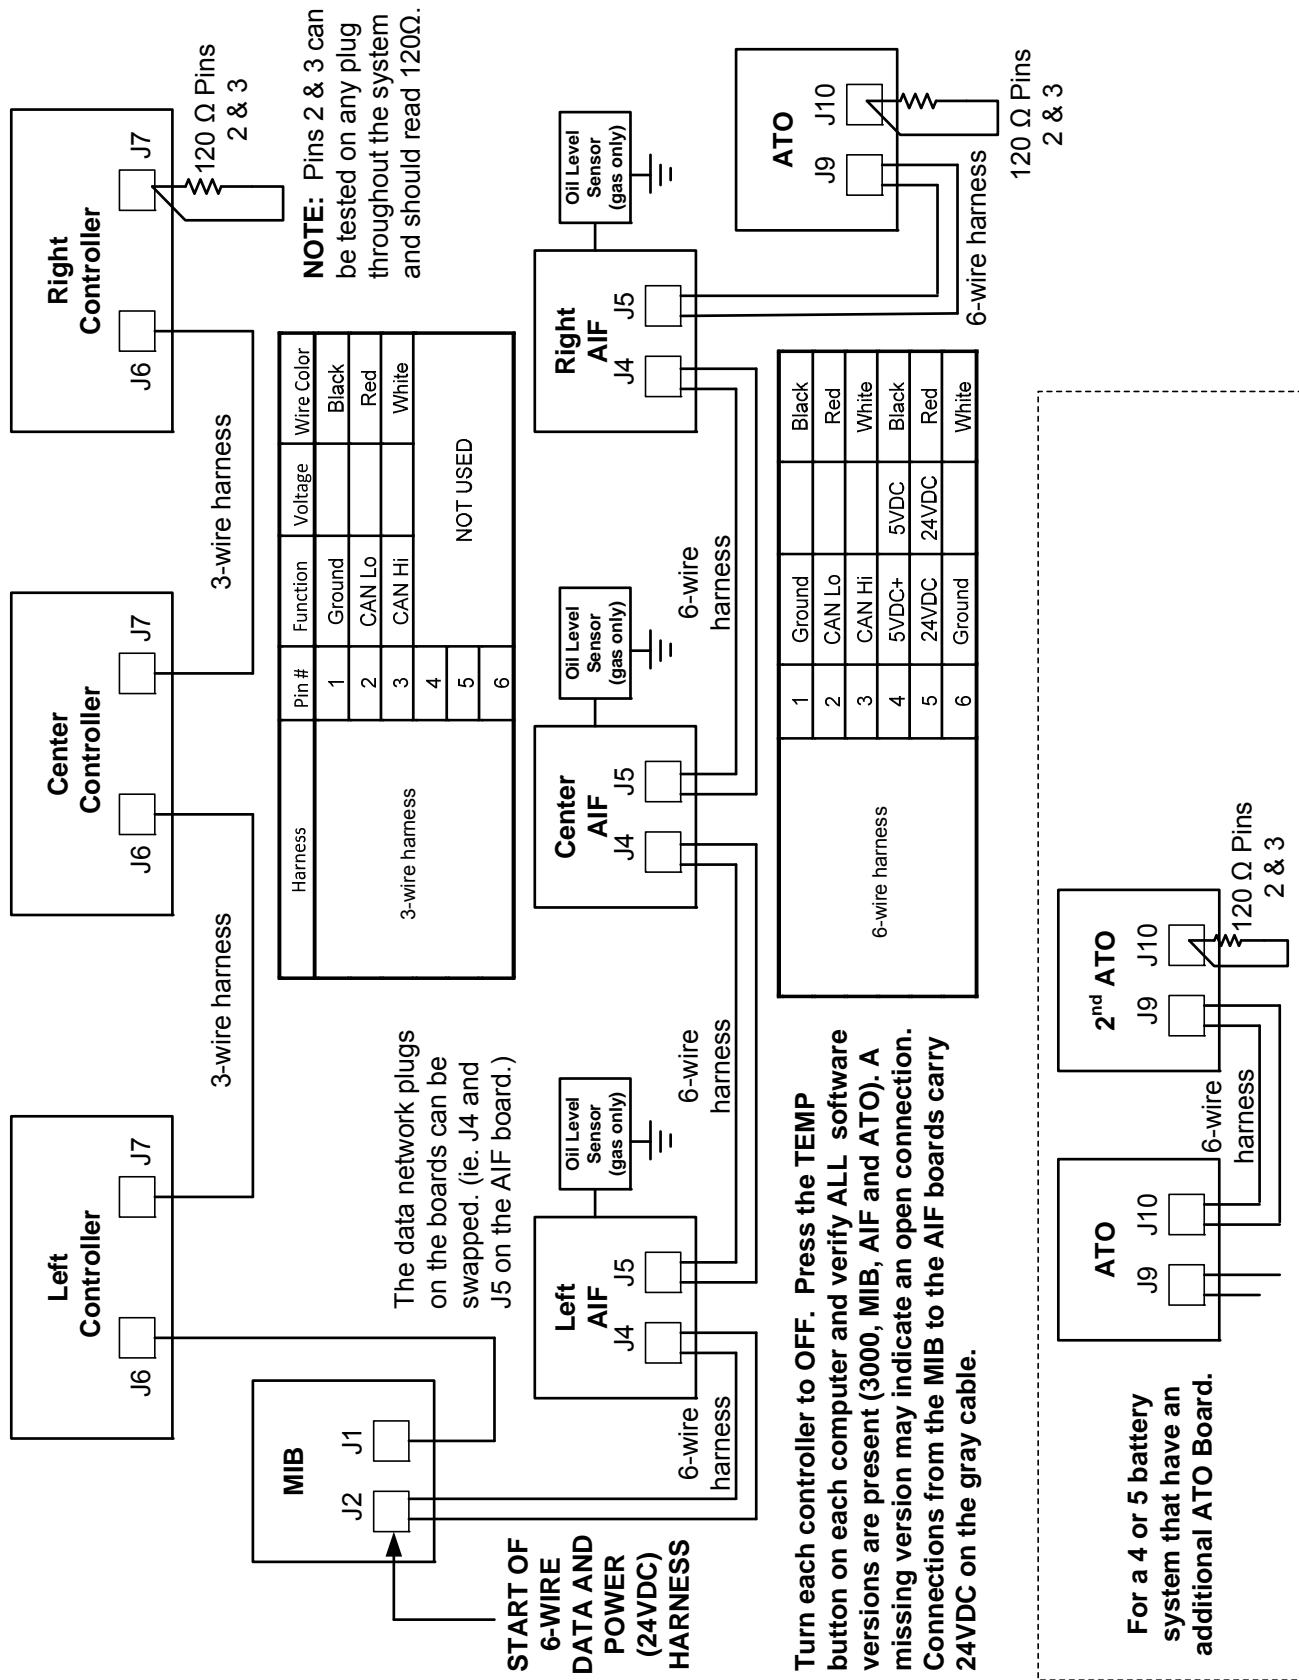 Left
Controller
J6
J7
3-wire harness
Center
Controller
J6
J7
3-wire harness
Right
Controller
J6
J7
120 Ω Pins
2 & 3
NOTE: Pins 2 & 3 can
be tested on any plug
throughout the system
and should read 120Ω.
MIB
J2
J1
START OF
6-WIRE
DATA AND
POWER
(24VDC)
HARNESS
The data network plugs
on the boards can be
swapped. (ie. J4 and
J5 on the AIF board.)
Harness Pin # Function Voltage Wire Color
3-wire harness
1 Ground Black
2 CAN Lo Red
3 CAN Hi White
4
5
6
NOT USED
6-wire
harness
Left
AIF
J4
J5
Oil Level
Sensor
(gas only)
6-wire
harness
Center
AIF
J4
J5
Oil Level
Sensor
(gas only)
6-wire
harness
Right
AIF
J4
J5
Oil Level
Sensor
(gas only)
6-wire harness
ATO
J9
J10
120 Ω Pins
2 & 3
6-wire harness
1 Ground Black
2 CAN Lo Red
3 CAN Hi White
4 5VDC+ 5VDC Black
5 24VDC 24VDC Red
6 Ground White
Turn each controller to OFF. Press the TEMP
button on each computer and verify ALL software
versions are present (3000, MIB, AIF and ATO). A
missing version may indicate an open connection.
Connections from the MIB to the AIF boards carry
24VDC on the gray cable.
For a 4 or 5 battery
system that have an
additional ATO Board.
ATO
J9
J10
6-wire
harness
2nd ATO
J9
J10
120 Ω Pins
2 & 3